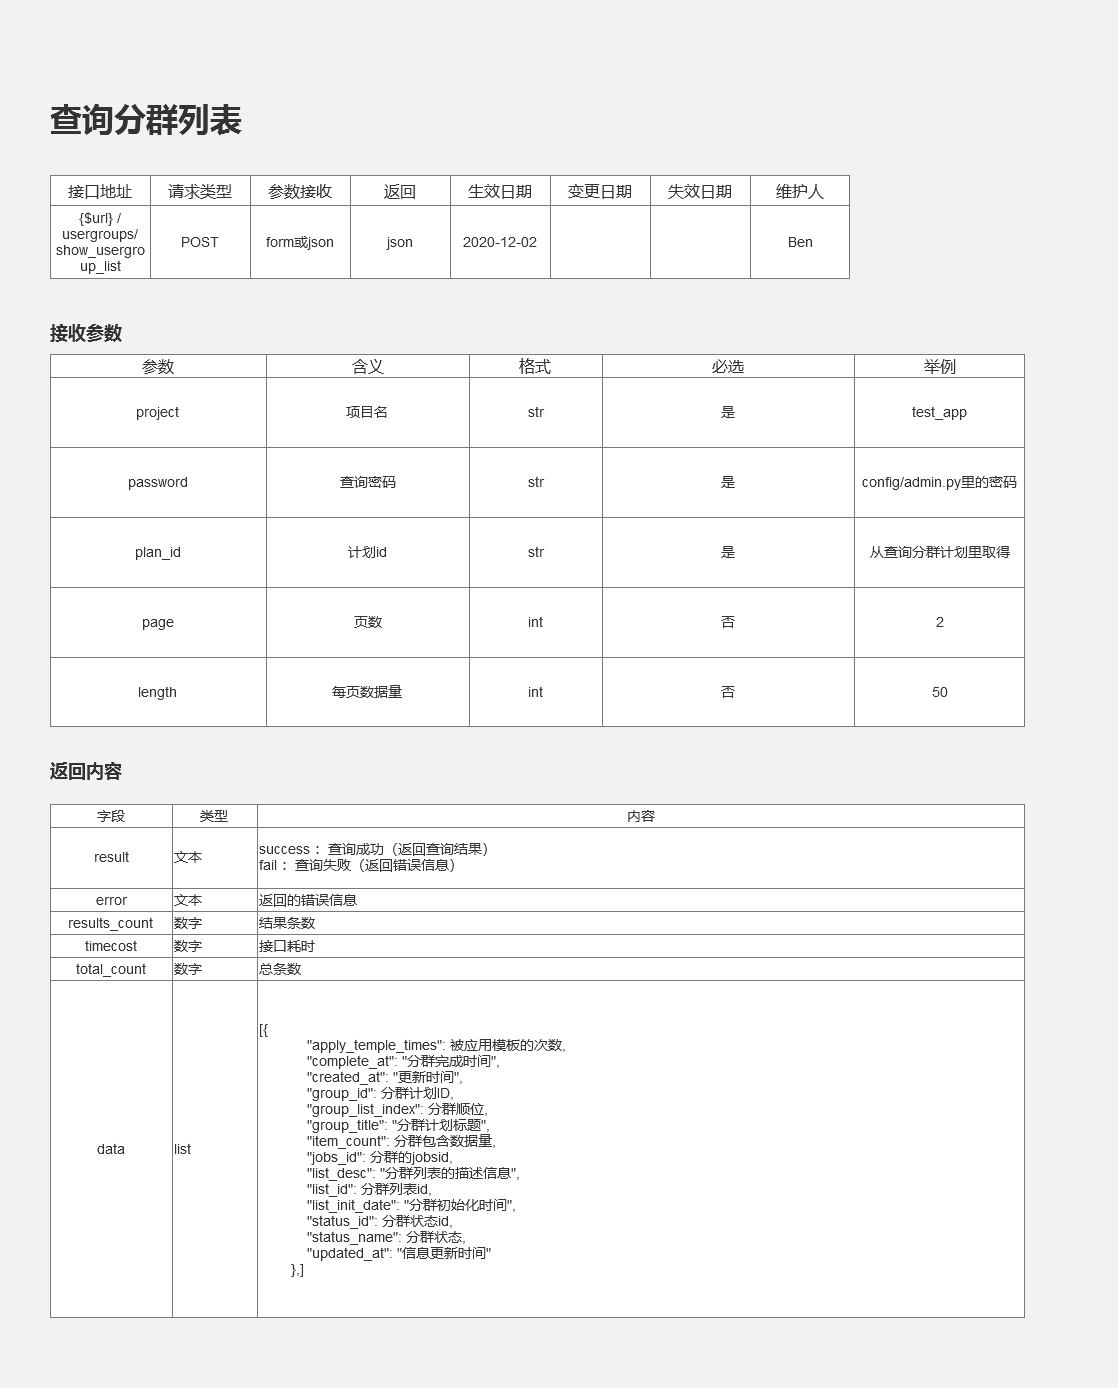 查询分群列表
接口地址 请求类型 参数接收 返回 生效日期 变更日期 失效日期 维护人
{$url} /
usergroups/
show_usergro
up_list
POST form或json json 2020-12-02 Ben
接收参数
参数 含义 格式 必选 举例
project 项目名 str 是 test_app
password 查询密码 str 是 config/admin.py里的密码
plan_id 计划id str 是 从查询分群计划里取得
page 页数 int 否 2
length 每页数据量 int 否 50
返回内容
字段 类型 内容
result 文本 success： 查询成功（返回查询结果）
fail： 查询失败（返回错误信息）
error 文本 返回的错误信息
results_count 数字 结果条数
timecost 数字 接口耗时
total_count 数字 总条数
data list
[{
"apply_temple_times": 被应用模板的次数,
"complete_at": "分群完成时间",
"created_at": "更新时间",
"group_id": 分群计划ID,
"group_list_index": 分群顺位,
"group_title": "分群计划标题",
"item_count": 分群包含数据量,
"jobs_id": 分群的jobsid,
"list_desc": "分群列表的描述信息",
"list_id": 分群列表id,
"list_init_date": "分群初始化时间",
"status_id": 分群状态id,
"status_name": 分群状态,
"updated_at": "信息更新时间"
},]